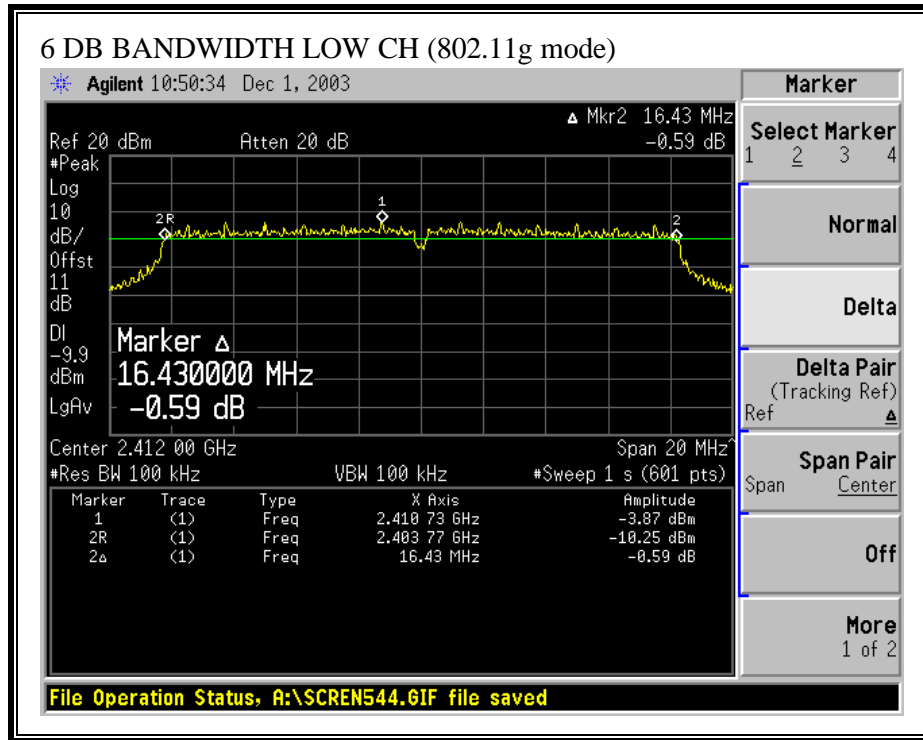 6 DB BANDWIDTH LOW CH (802.11g mode)
Agilent 10:50:34 Dec 1, 2003
Marker
Δ Mkr2 16.43 MHz
Ref 20 dBm Atten 20 dB -0.59 dB
#Peak
Log
10
dB/
Offst
11
dB
DI
-9.9
dBm
LgAv
2R
1
2
Marker Δ
16.430000 MHz
-0.59 dB
Center 2.412 00 GHz Span 20 MHz^
#Res BW 100 kHz VBW 100 kHz #Sweep 1 s (601 pts)
Marker Trace Type X Axis Amplitude
1 (1) Freq 2.410 73 GHz -3.87 dBm
2R (1) Freq 2.403 77 GHz -10.25 dBm
2Δ (1) Freq 16.43 MHz -0.59 dB
Select Marker
1 2 3 4
Normal
Delta
Delta Pair
(Tracking Ref)
Ref Δ
Span Pair
Span Center
Off
More
1 of 2
File Operation Status, A:\SCREN544.GIF file saved